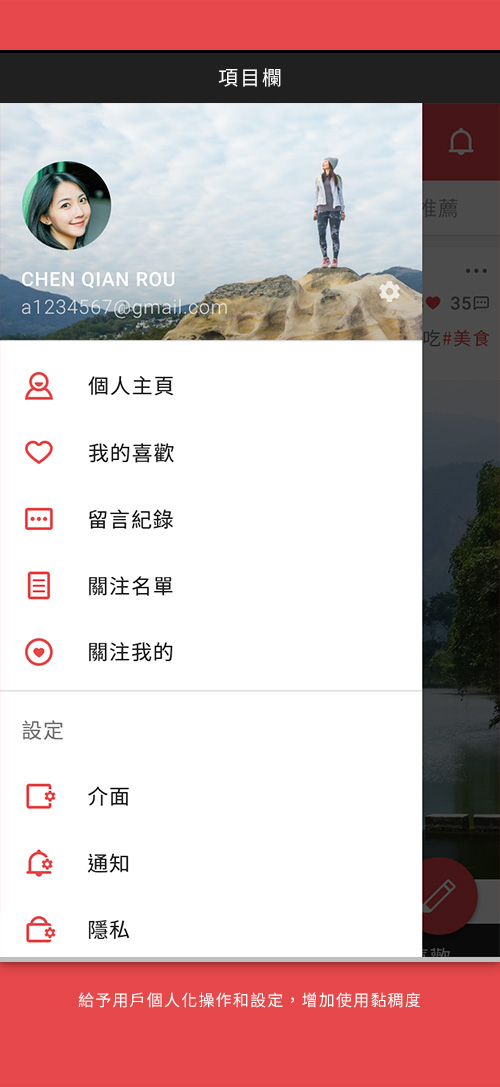 項目欄
推薦
CHEN QIAN ROU
a1234567@gmail.com
35
吃#美食
個人主頁
我的喜歡
留言紀錄
關注名單
關注我的
設定
介面
通知
隱私
給予用戶個人化操作和設定，增加使用黏稠度